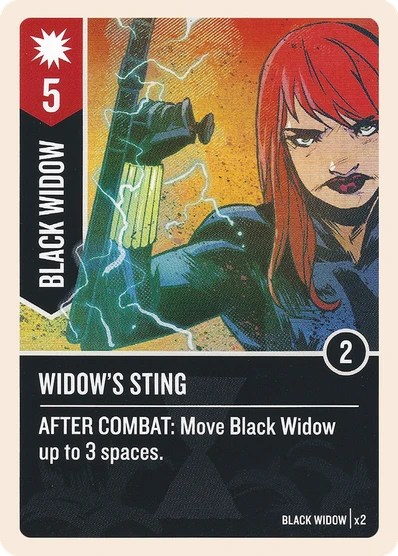 5
BLACK WIDOW
2
WIDOW'S STING
AFTER COMBAT: Move Black Widow
up to 3 spaces.
BLACK WIDOW | x2